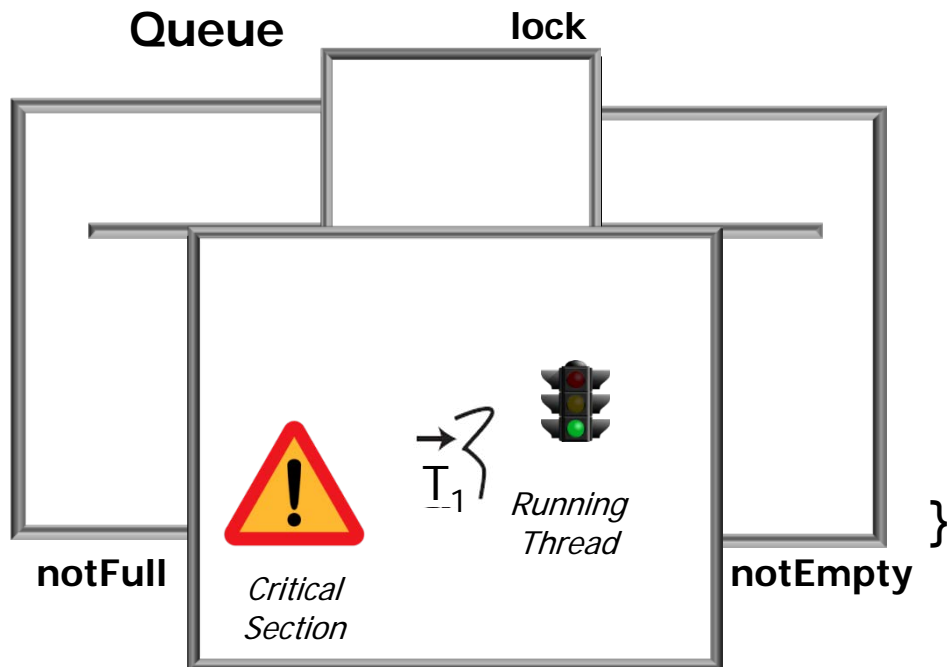 Queue
lock
T1
Running
Thread
}
notFull
notEmpty
Critical
Section